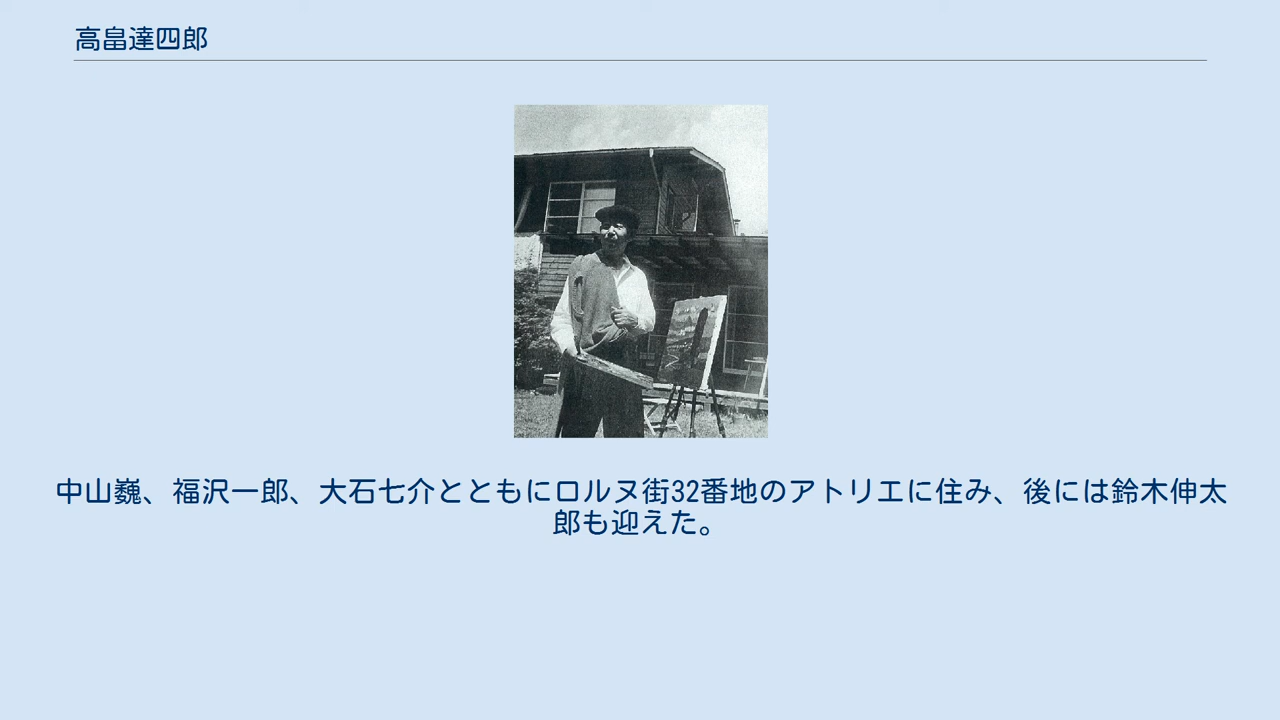 高畠達四郎
中山巍、福沢一郎、大石七介とともにロルヌ街32番地のアトリエに住み、後には鈴木伸太
郎も迎えた。